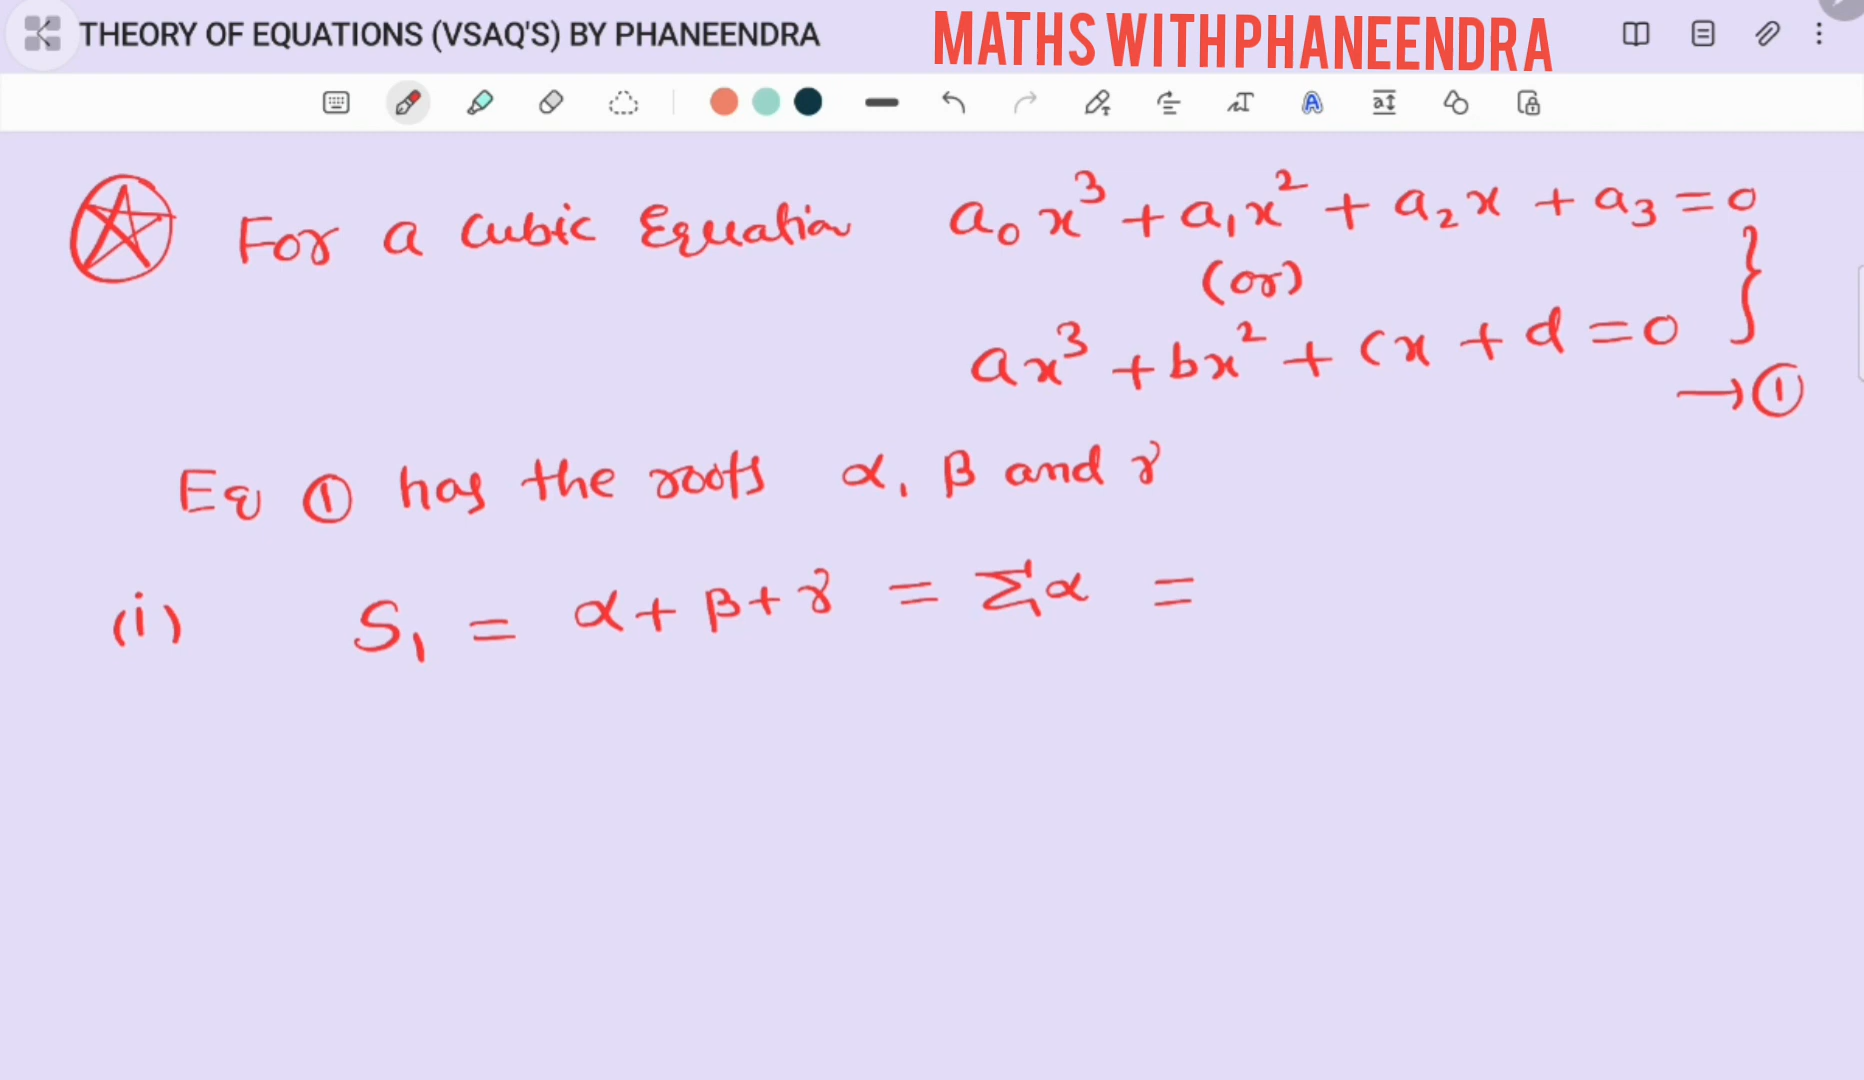 THEORY OF EQUATIONS (VSAQ'S) BY PHANEENDRA
MATHS WITH PHANEENDRA
For a cubic Equation a₀x³ + a₁x² + a₂x + a₃ = 0
(or)
ax³ + bx² + cx + d = 0 } → ①
Eq ① has the roots α, β and γ
(i) S₁ = α + β + γ = Σα =